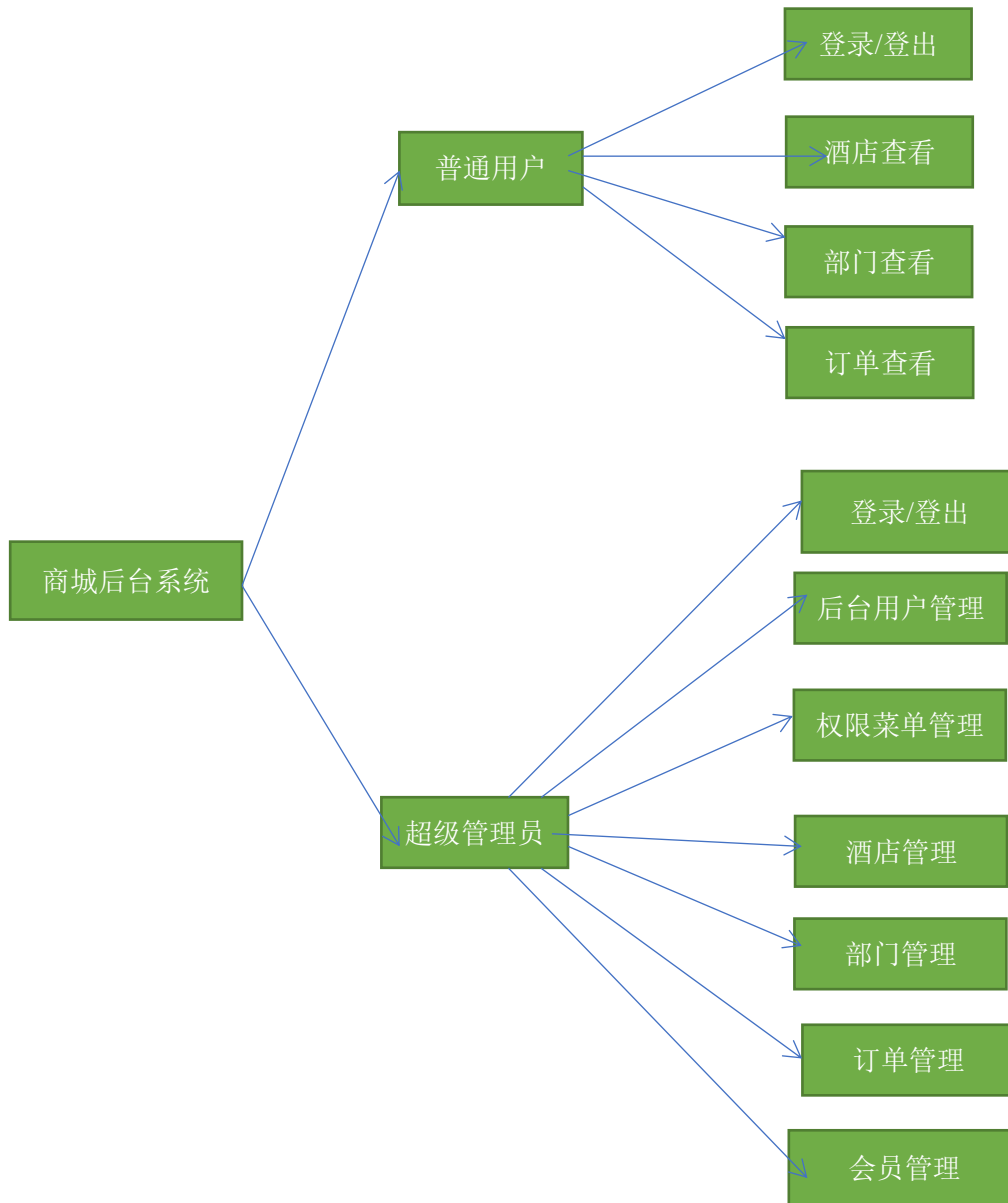 登录/登出
普通用户
酒店查看
部门查看
订单查看
商城后台系统
登录/登出
后台用户管理
权限菜单管理
超级管理员
酒店管理
部门管理
订单管理
会员管理